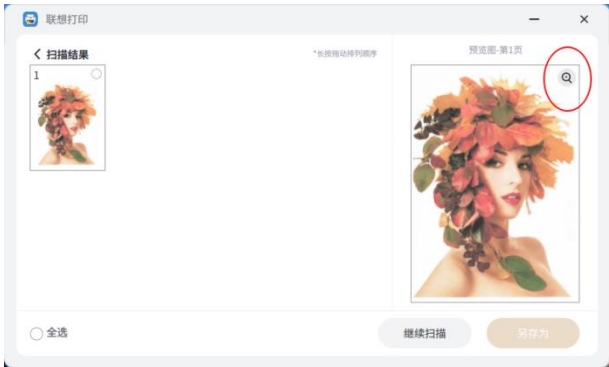 联想打印
扫描结果
*长按拖动排列顺序
预览图-第1页
1
全选
继续扫描
另存为